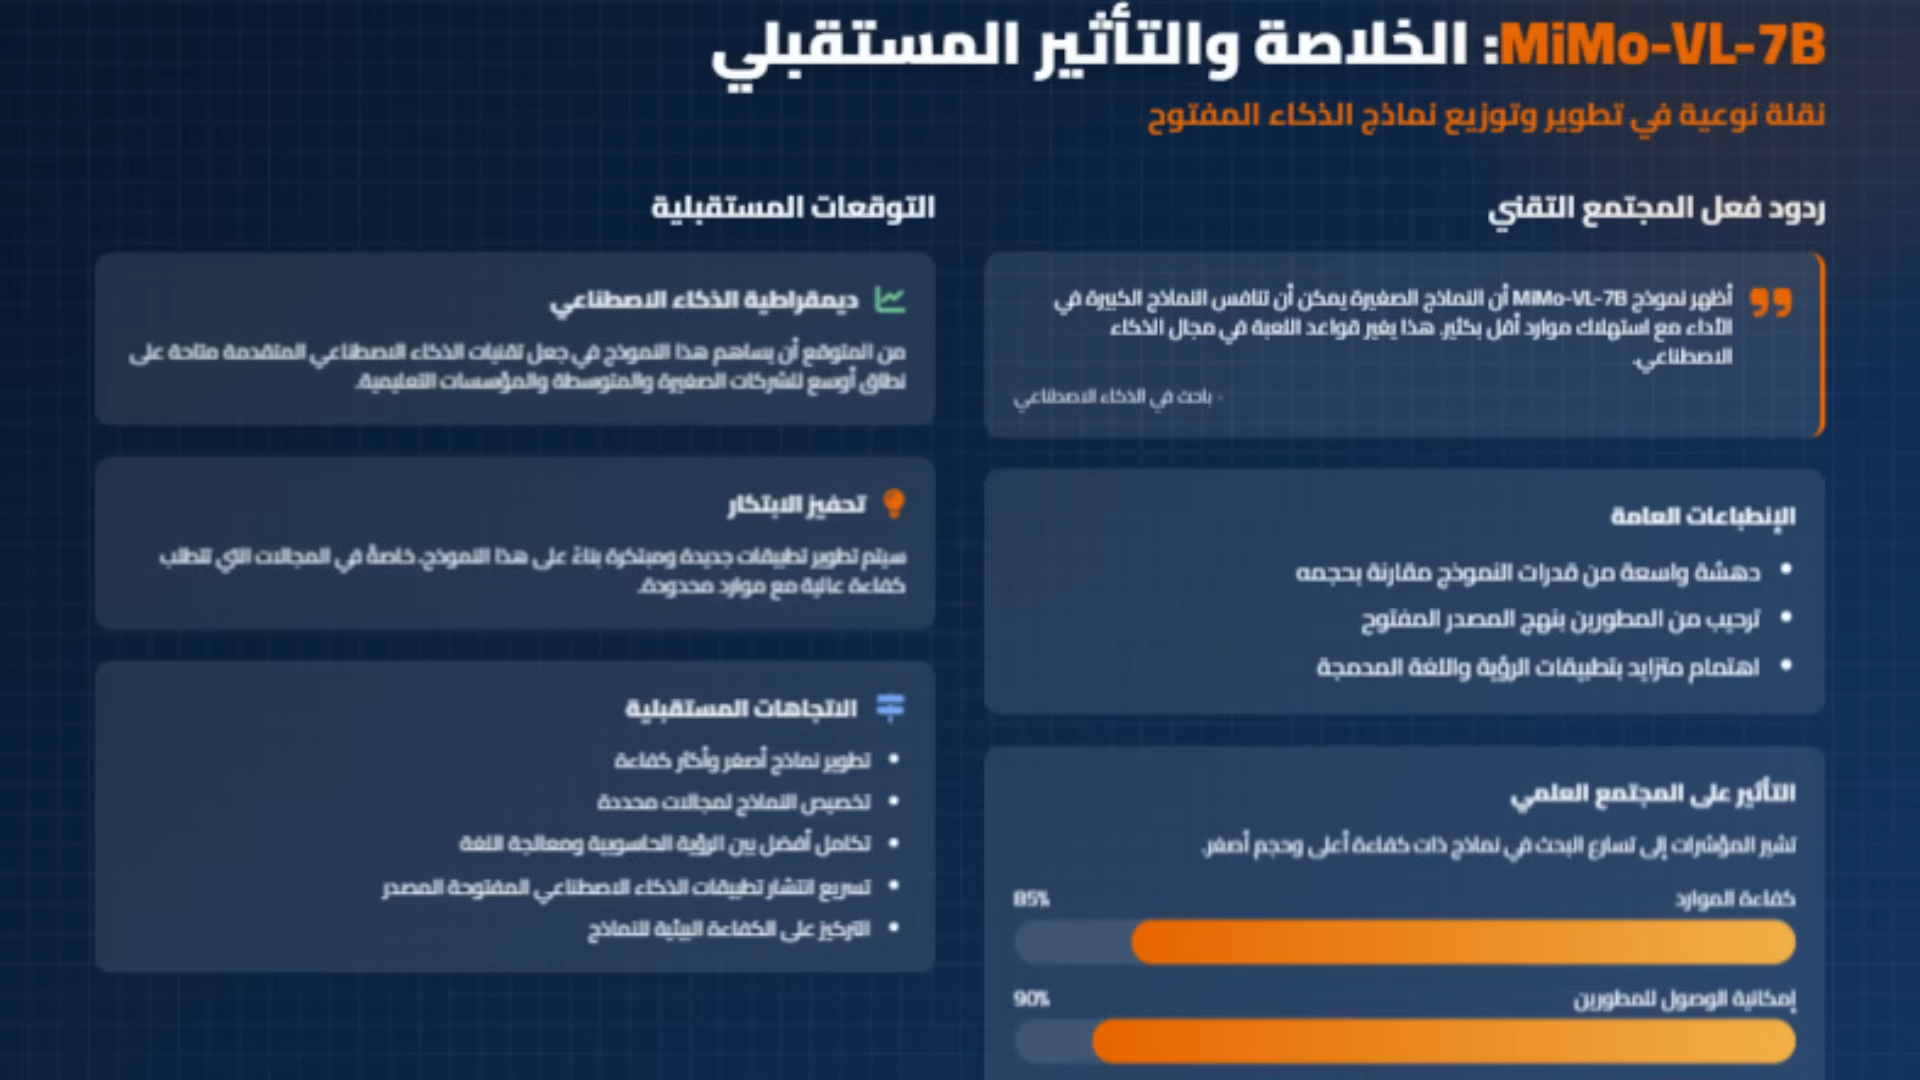 MiMo-VL-7B: الخلاصة والتأثير المستقبلي
نقلة نوعية في تطوير وتوزيع نماذج الذكاء المفتوح
ردود فعل المجتمع التقني
أظهر نموذج MiMo-VL-7B أن النماذج الصغيرة يمكن أن تنافس النماذج الكبيرة في
الأداء مع استهلاك موارد أقل بكثير. هذا يغير قواعد اللعبة في مجال الذكاء
الاصطناعي.
- باحث في الذكاء الاصطناعي
الإنطباعات العامة
• دهشة واسعة من قدرات النموذج مقارنة بحجمه
• ترحيب من المطورين بنهج المصدر المفتوح
• اهتمام متزايد بتطبيقات الرؤية واللغة المدمجة
التأثير على المجتمع العلمي
تشير المؤشرات إلى تسارع البحث في نماذج ذات كفاءة أعلى وحجم أصغر.
كفاءة الموارد 85%
إمكانية الوصول للمطورين 90%
التوقعات المستقبلية
ديمقراطية الذكاء الاصطناعي
من المتوقع أن يساهم هذا النموذج في جعل تقنيات الذكاء الاصطناعي المتقدمة متاحة على
نطاق أوسع للشركات الصغيرة والمتوسطة والمؤسسات التعليمية.
تحفيز الابتكار
سيتم تطوير تطبيقات جديدة ومبتكرة بناءً على هذا النموذج، خاصةً في المجالات التي تتطلب
كفاءة عالية مع موارد محدودة.
الاتجاهات المستقبلية
• تطوير نماذج أصغر وأكثر كفاءة
• تخصيص النماذج لمجالات محددة
• تكامل أفضل بين الرؤية الحاسوبية ومعالجة اللغة
• تسريع انتشار تطبيقات الذكاء الاصطناعي المفتوحة المصدر
• التركيز على الكفاءة البيئية للنماذج